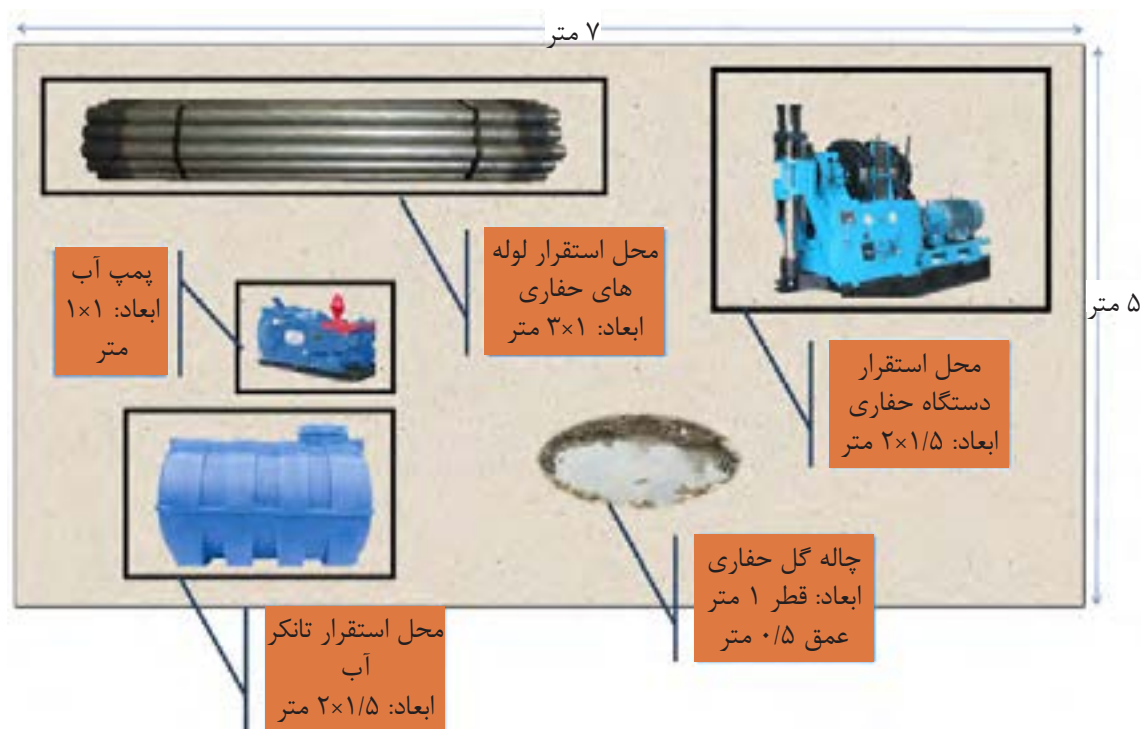 ۷ متر
۵ متر
محل استقرار لوله
های حفاری
ابعاد: ۱×۳ متر
پمپ آب
ابعاد: ۱×۱
متر
محل استقرار
دستگاه حفاری
ابعاد: ۱/۵×۲ متر
چاله گل حفاری
ابعاد: قطر ۱ متر
عمق ۰/۵ متر
محل استقرار تانکر
آب
ابعاد: ۱/۵×۲ متر